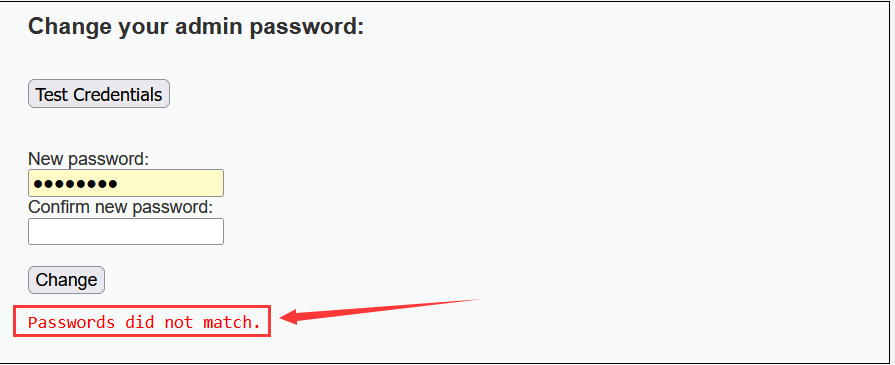 Change your admin password:
Test Credentials
New password:
●●●●●●●●
Confirm new password:
Change
Passwords did not match.